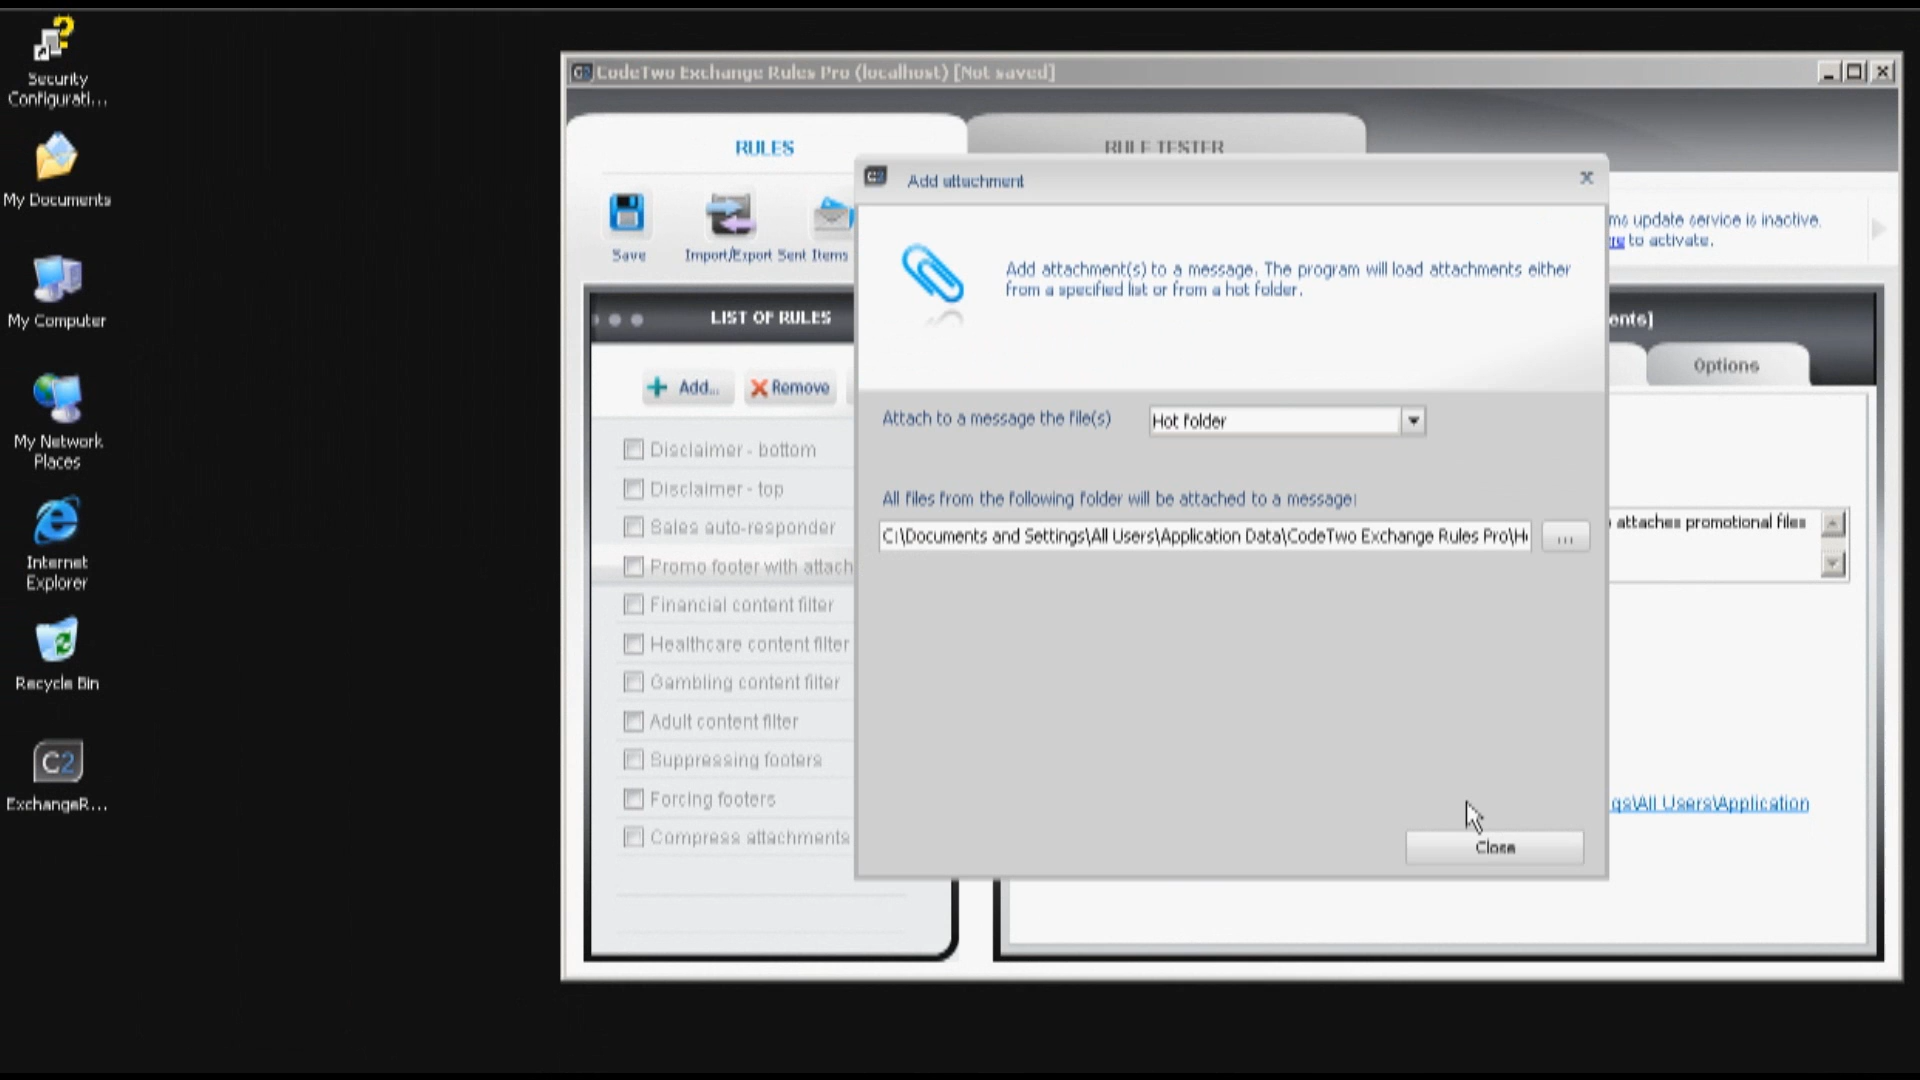 Security
Configurati...
My Documents
My Computer
My Network
Places
Internet
Explorer
Recycle Bin
C2
ExchangeR...
C2 CodeTwo Exchange Rules Pro (localhost) [Not saved]
RULES
RULE TESTER
Save
Import/Export
Sent Items
ms update service is inactive.
to activate.
LIST OF RULES
ents]
Options
Add...
Remove
Disclaimer - bottom
Disclaimer - top
Sales auto-responder
Promo footer with attach
Financial content filter
Healthcare content filter
Gambling content filter
Adult content filter
Suppressing footers
Forcing footers
Compress attachments
C2 Add attachment
Add attachment(s) to a message. The program will load attachments either
from a specified list or from a hot folder.
Attach to a message the file(s)
Hot folder
All files from the following folder will be attached to a message:
C:\Documents and Settings\All Users\Application Data\CodeTwo Exchange Rules Pro\H
...
Close
attaches promotional files
gs\All Users\Application